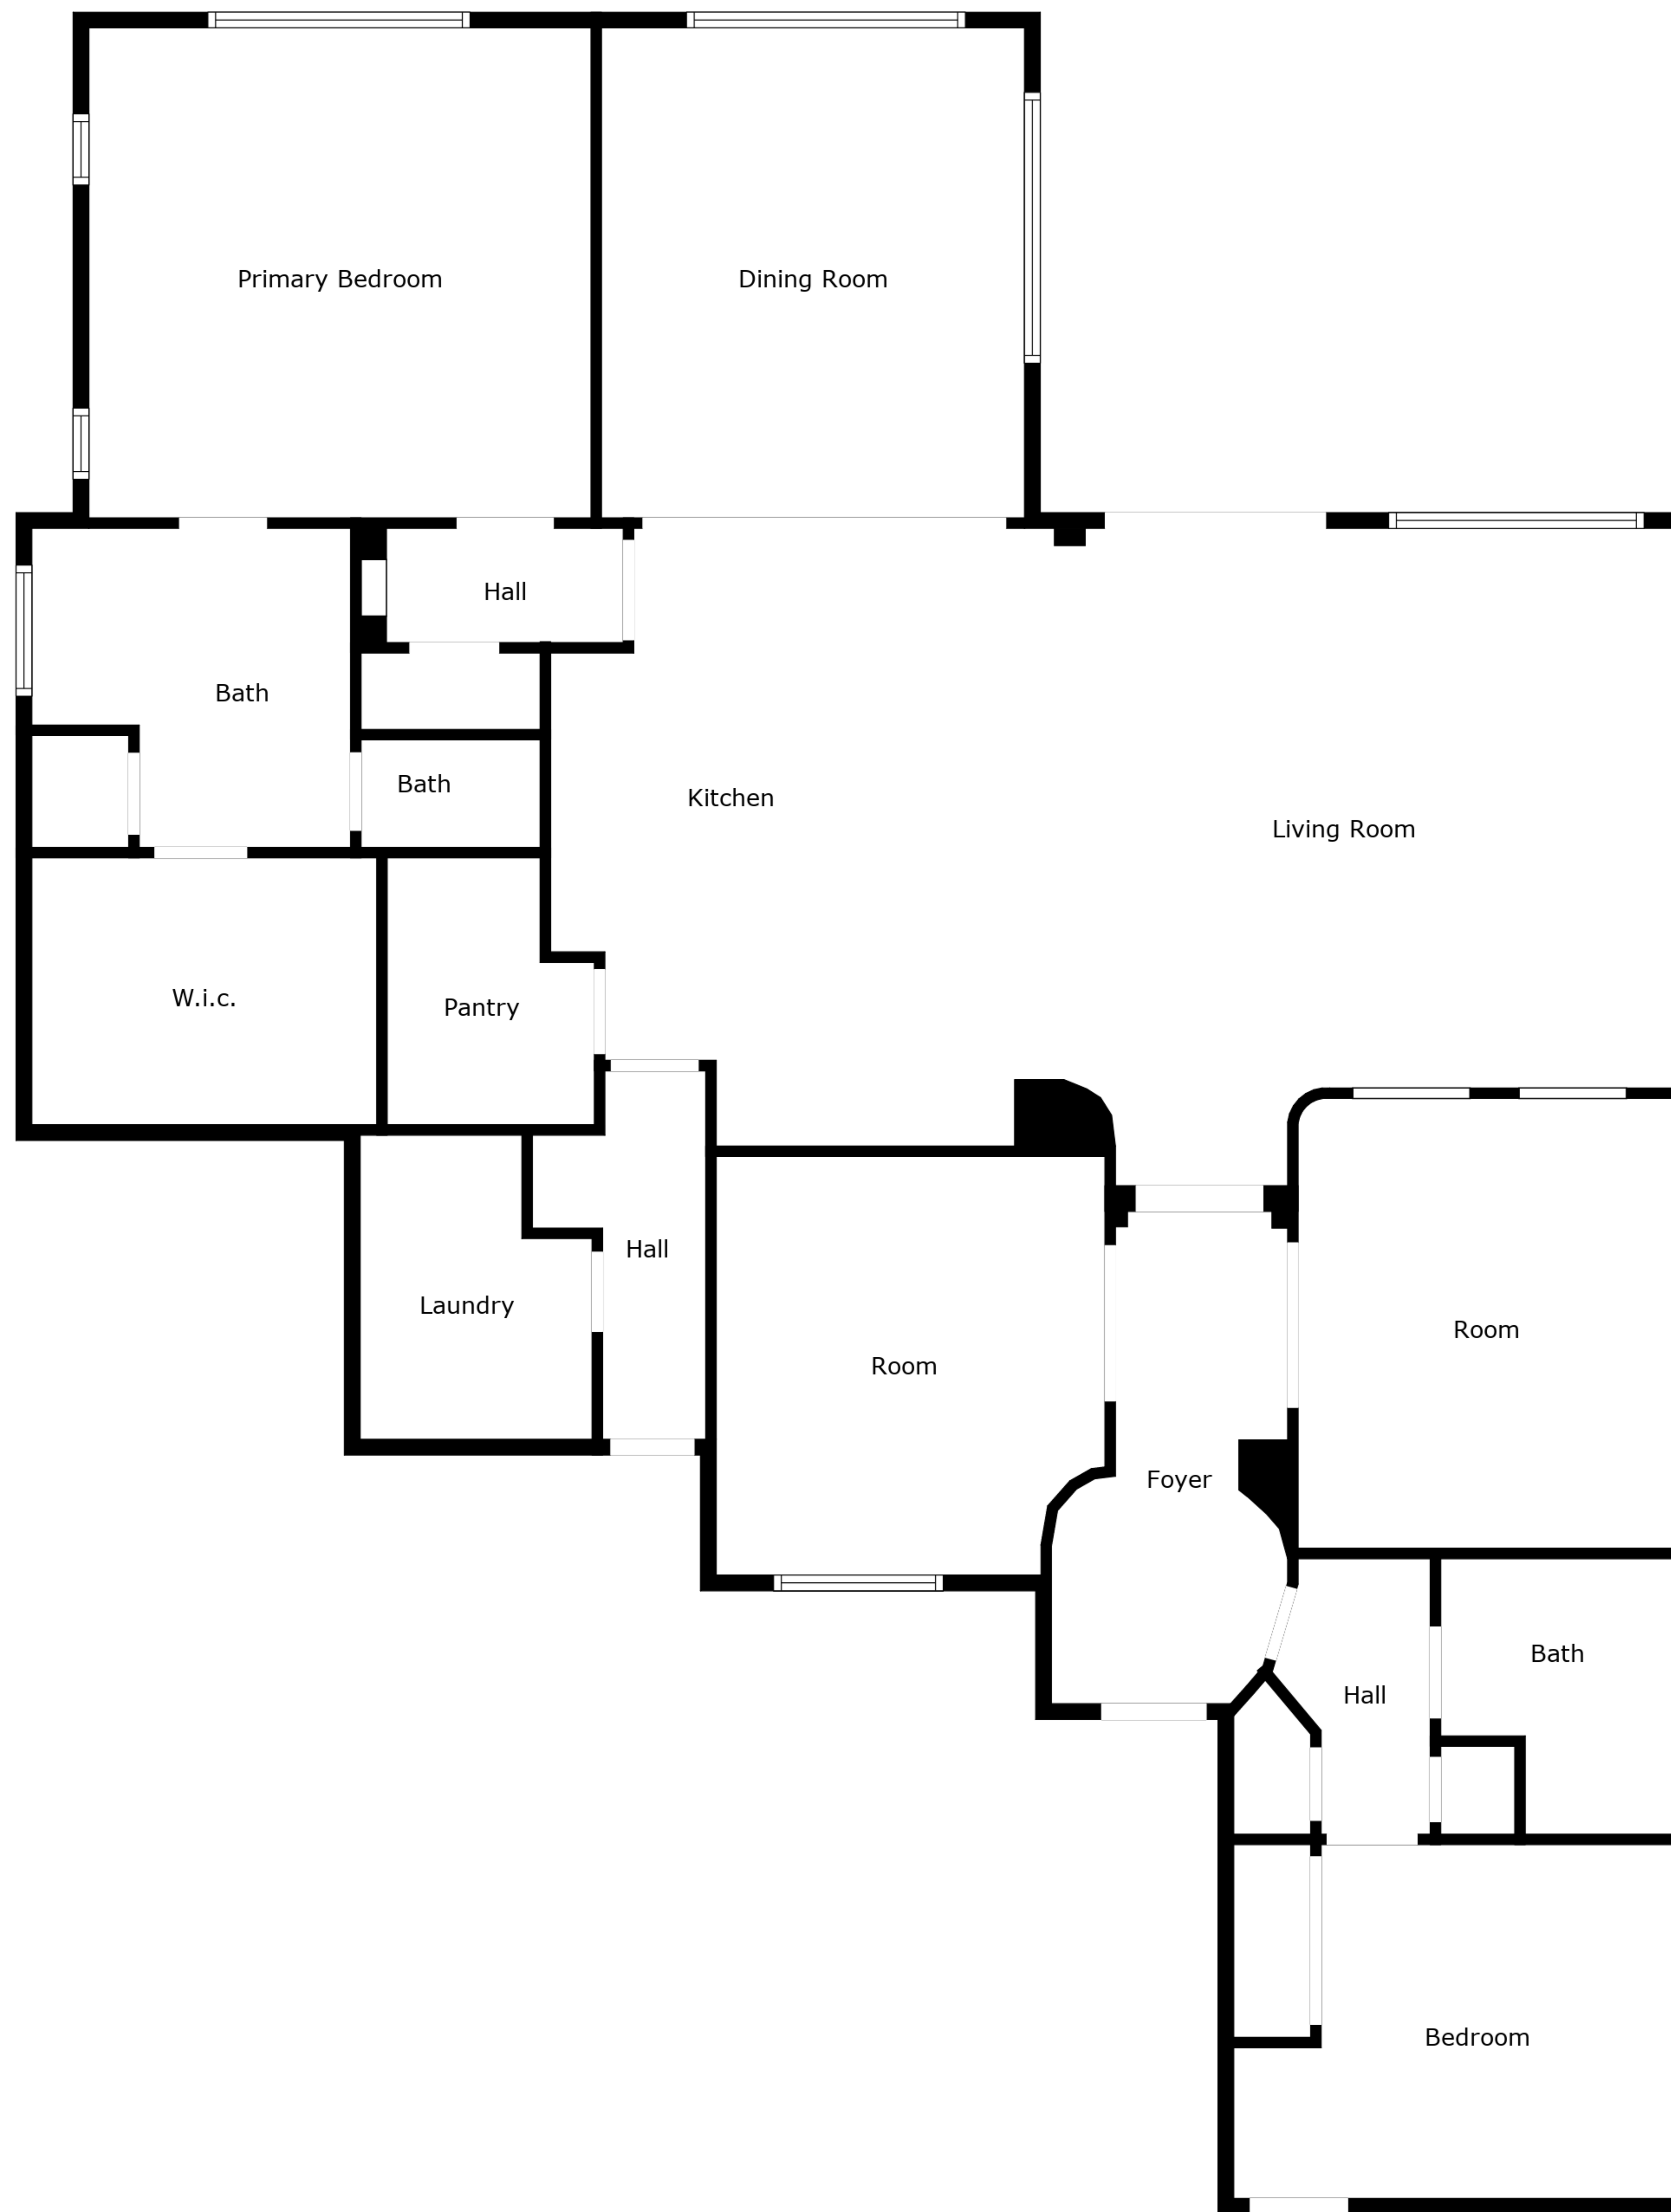 Primary Bedroom
Dining Room
Hall
Bath
Bath
Kitchen
Living Room
W.i.c.
Pantry
Hall
Laundry
Room
Room
Foyer
Bath
Hall
Bedroom